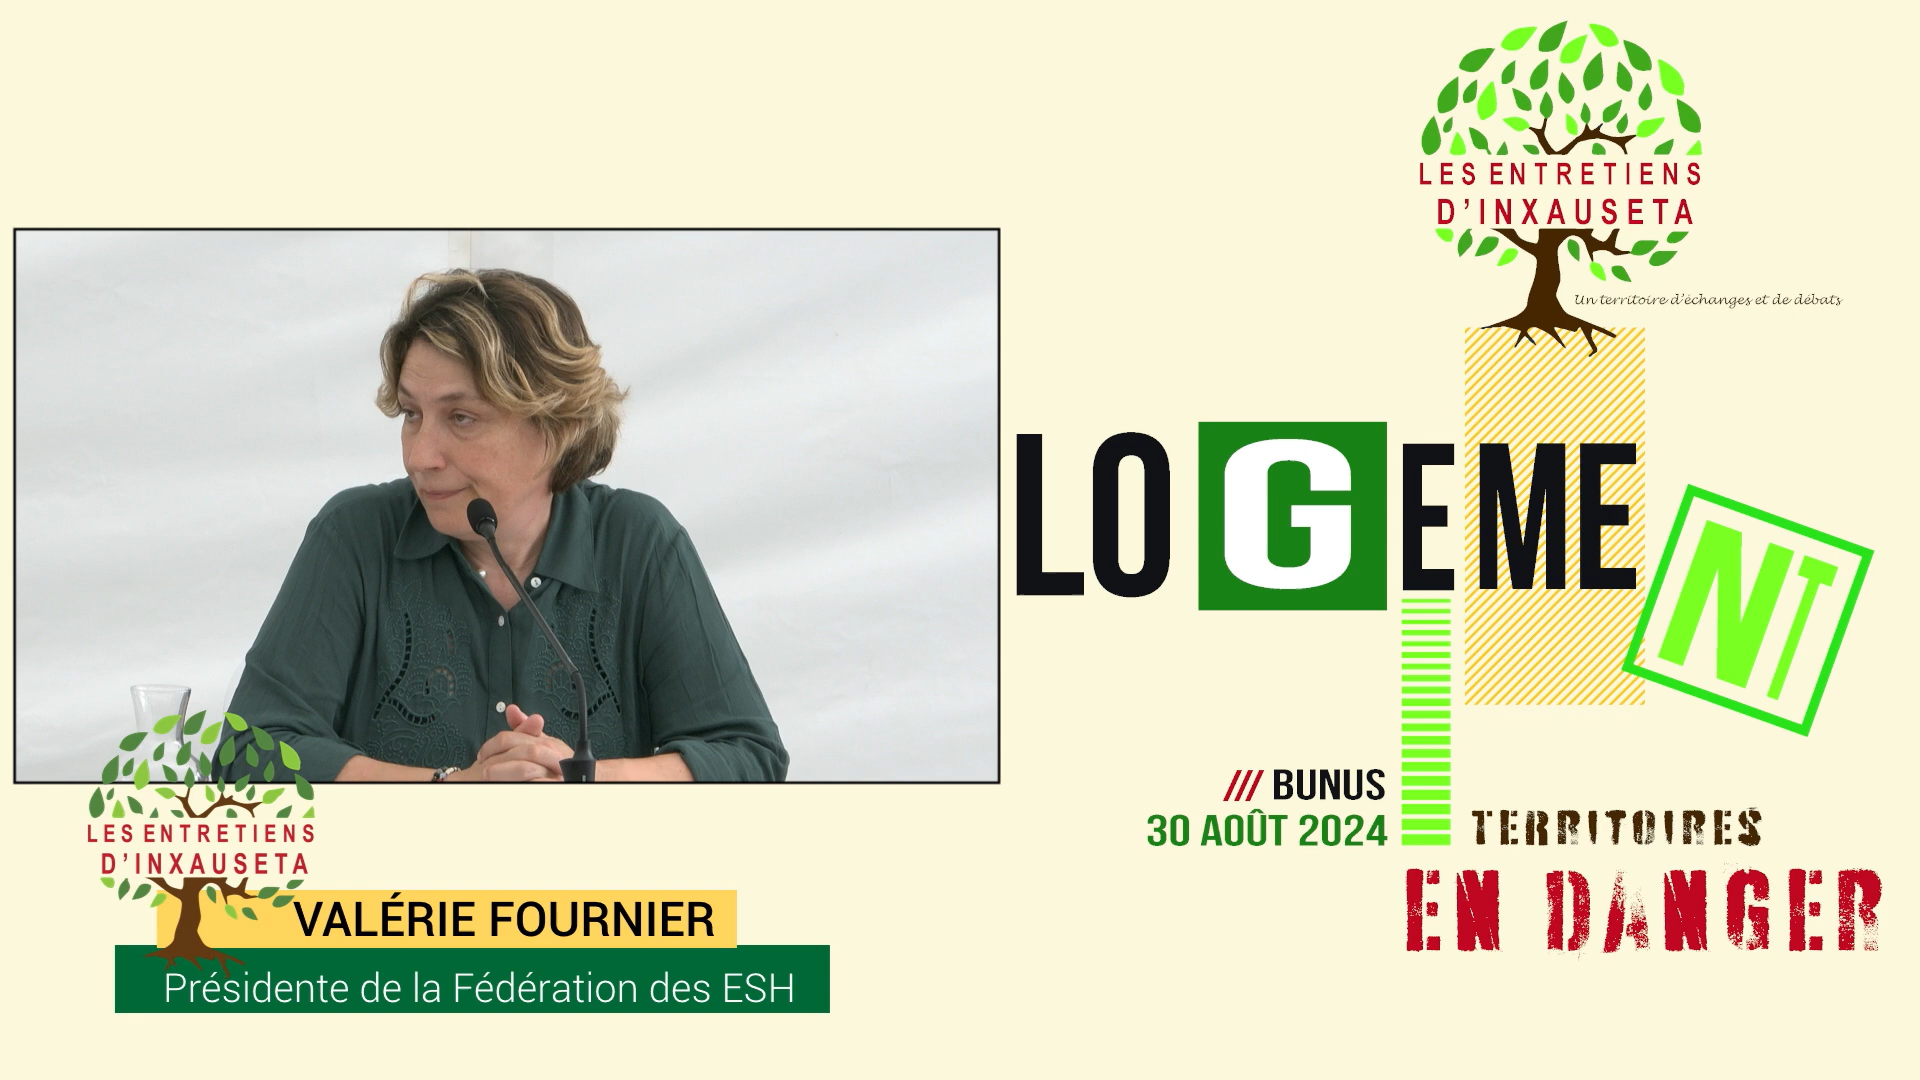 LES ENTRETIENS
D'INXAUSETA
Un territoire d'échanges et de débats
LOGEMENT
/// BUNUS
30 AOÛT 2024
TERRITOIRES
EN DANGER
LES ENTRETIENS
D'INXAUSETA
VALÉRIE FOURNIER
Présidente de la Fédération des ESH